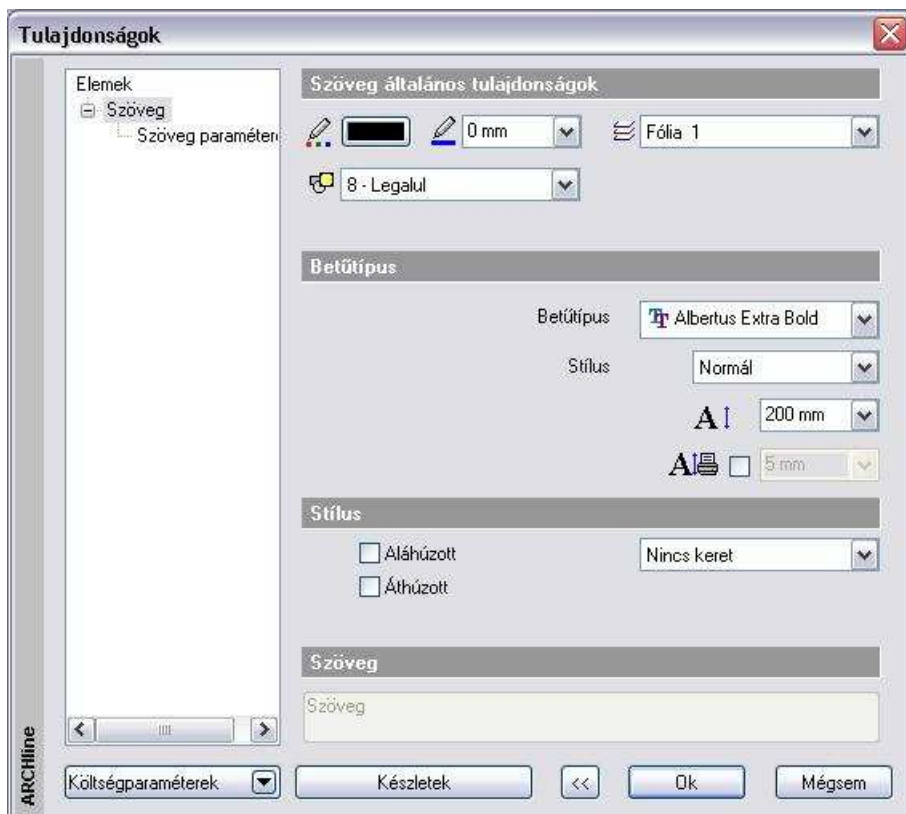 Tulajdonságok
Elemek
Szöveg
Szöveg paraméter
Szöveg általános tulajdonságok
0 mm
Fólia 1
8 - Legalul
Betűtípus
Betűtípus
Albertus Extra Bold
Stílus
Normál
A
200 mm
A
5 mm
Stílus
Aláhúzott
Nincs keret
Áthúzott
Szöveg
Szöveg
ARCHline
Költségparaméterek
Készletek
<<
Ok
Mégsem